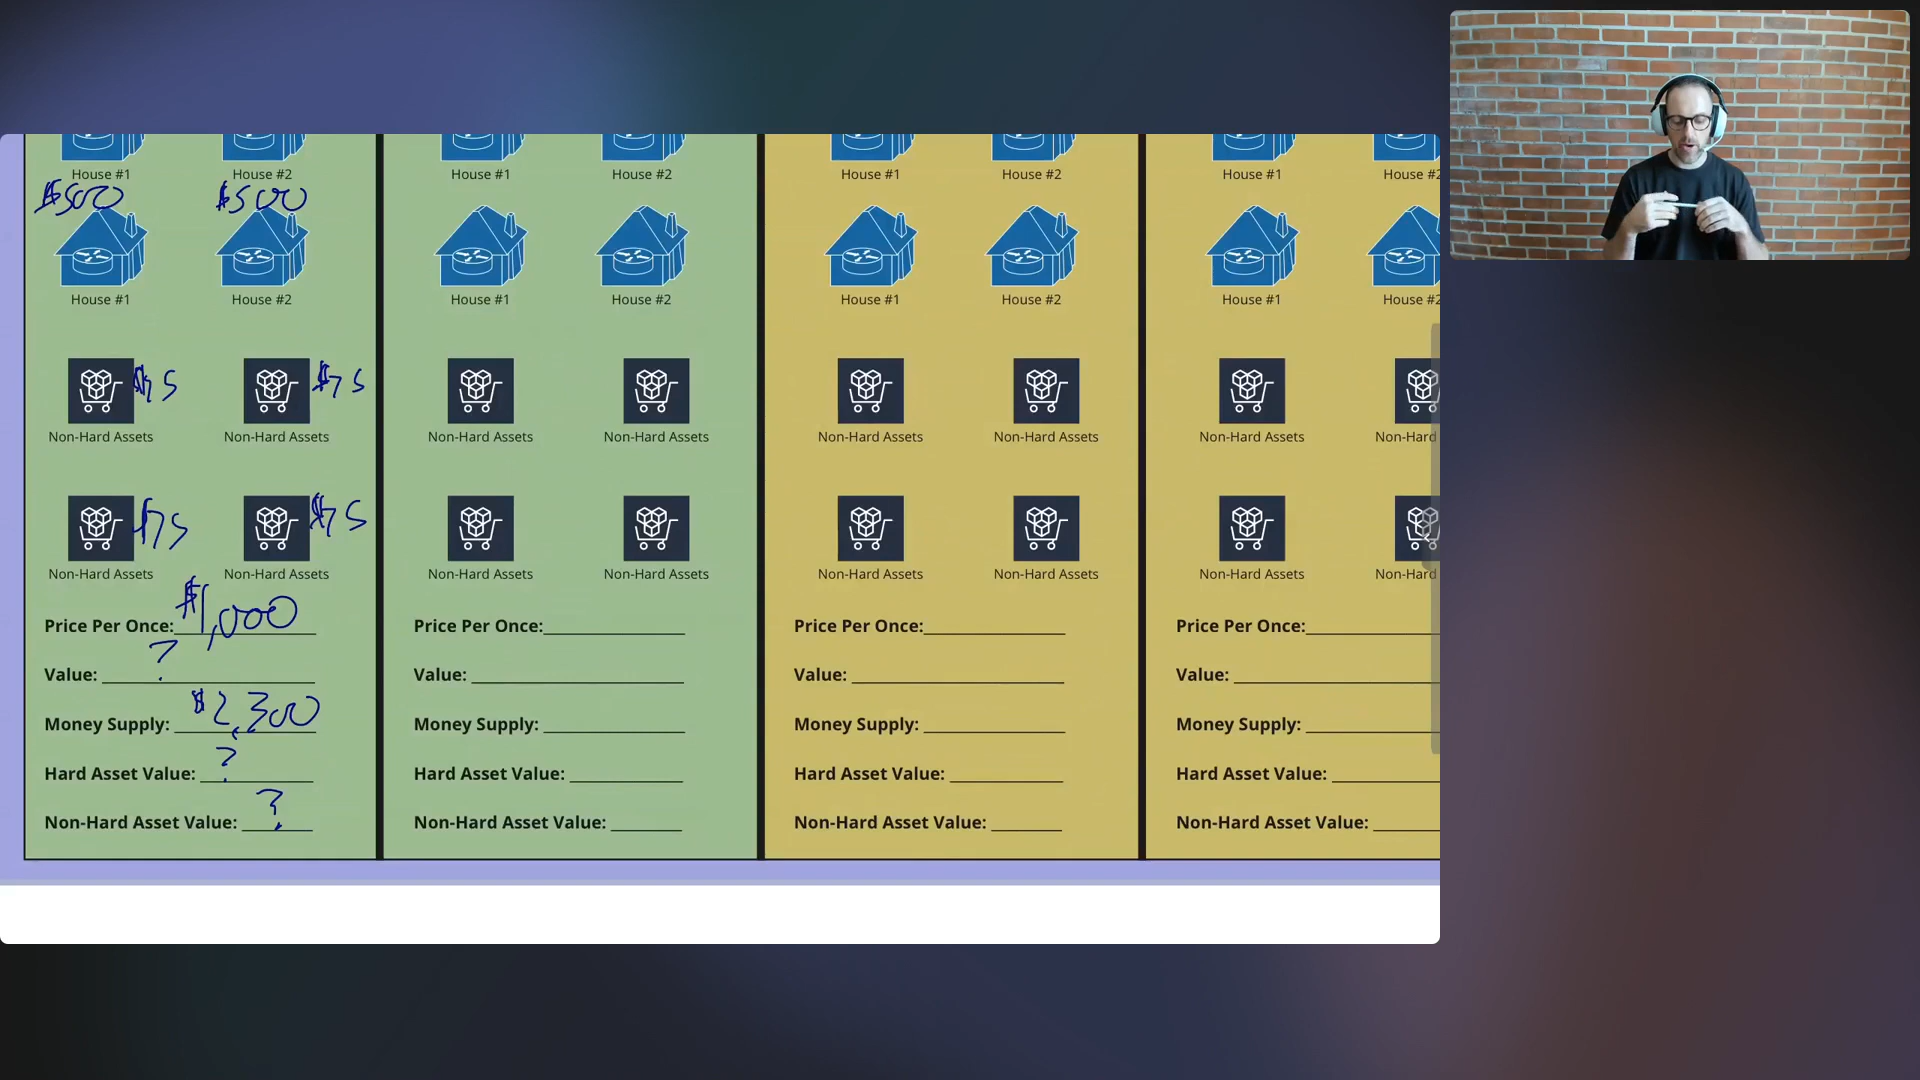 House #1 House #2 House #1 House #2 House #1 House #2 House #1 House #2
$500 $500
House #1 House #2 House #1 House #2 House #1 House #2 House #1 House #2
$75 $75
Non-Hard Assets Non-Hard Assets Non-Hard Assets Non-Hard Assets Non-Hard Assets Non-Hard Assets Non-Hard Assets Non-Hard
$75 $75
Non-Hard Assets Non-Hard Assets Non-Hard Assets Non-Hard Assets Non-Hard Assets Non-Hard Assets Non-Hard Assets Non-Hard
Price Per Once: $1,000 Price Per Once: Price Per Once: Price Per Once:
Value: ? Value: Value: Value:
Money Supply: $2,300 Money Supply: Money Supply: Money Supply:
Hard Asset Value: ? Hard Asset Value: Hard Asset Value: Hard Asset Value:
Non-Hard Asset Value: ? Non-Hard Asset Value: Non-Hard Asset Value: Non-Hard Asset Value: